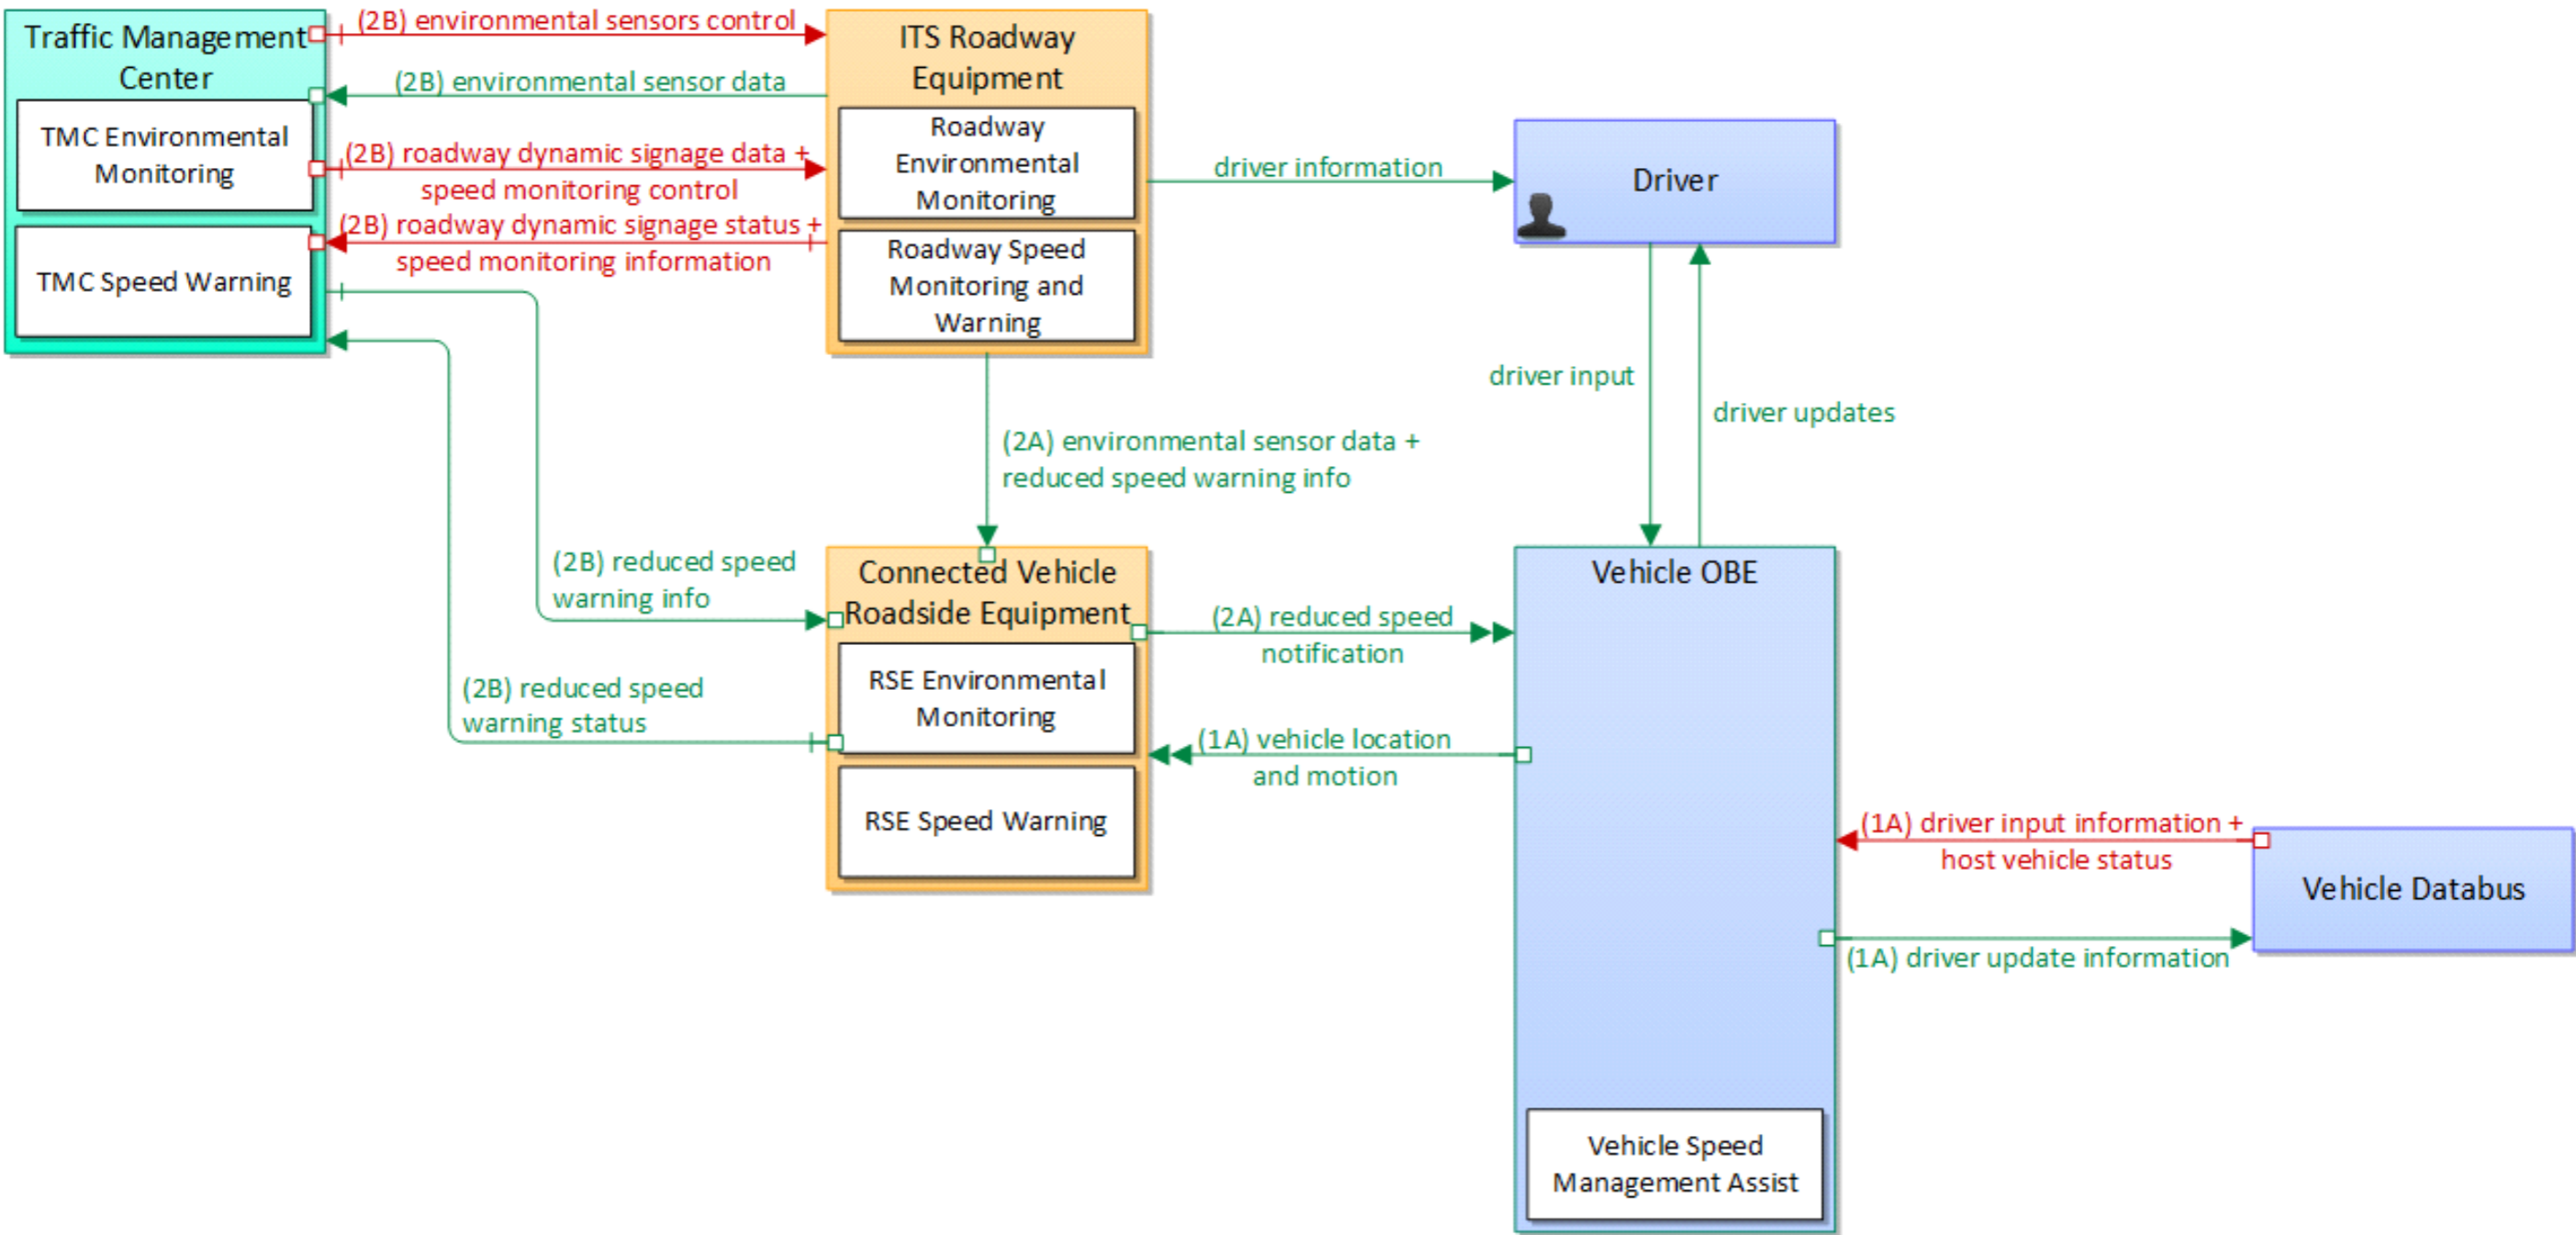 Traffic Management
Center
TMC Environmental
Monitoring
TMC Speed Warning
(2B) environmental sensors control
(2B) environmental sensor data
(2B) roadway dynamic signage data +
speed monitoring control
(2B) roadway dynamic signage status +
speed monitoring information
ITS Roadway
Equipment
Roadway
Environmental
Monitoring
Roadway Speed
Monitoring and
Warning
driver information
Driver
driver input
driver updates
(2A) environmental sensor data +
reduced speed warning info
(2B) reduced speed
warning info
(2B) reduced speed
warning status
Connected Vehicle
Roadside Equipment
RSE Environmental
Monitoring
RSE Speed Warning
(2A) reduced speed
notification
(1A) vehicle location
and motion
Vehicle OBE
Vehicle Speed
Management Assist
(1A) driver input information +
host vehicle status
(1A) driver update information
Vehicle Databus